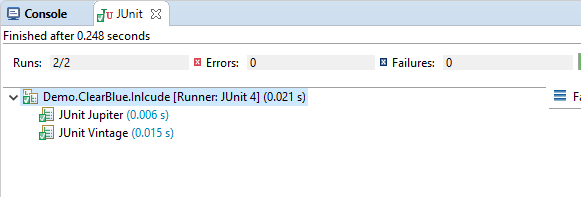 Console JUnit
Finished after 0.248 seconds
Runs: 2/2 Errors: 0 Failures: 0
Demo.ClearBlue.Inlcude [Runner: JUnit 4] (0.021 s)
Fa
JUnit Jupiter (0.006 s)
JUnit Vintage (0.015 s)